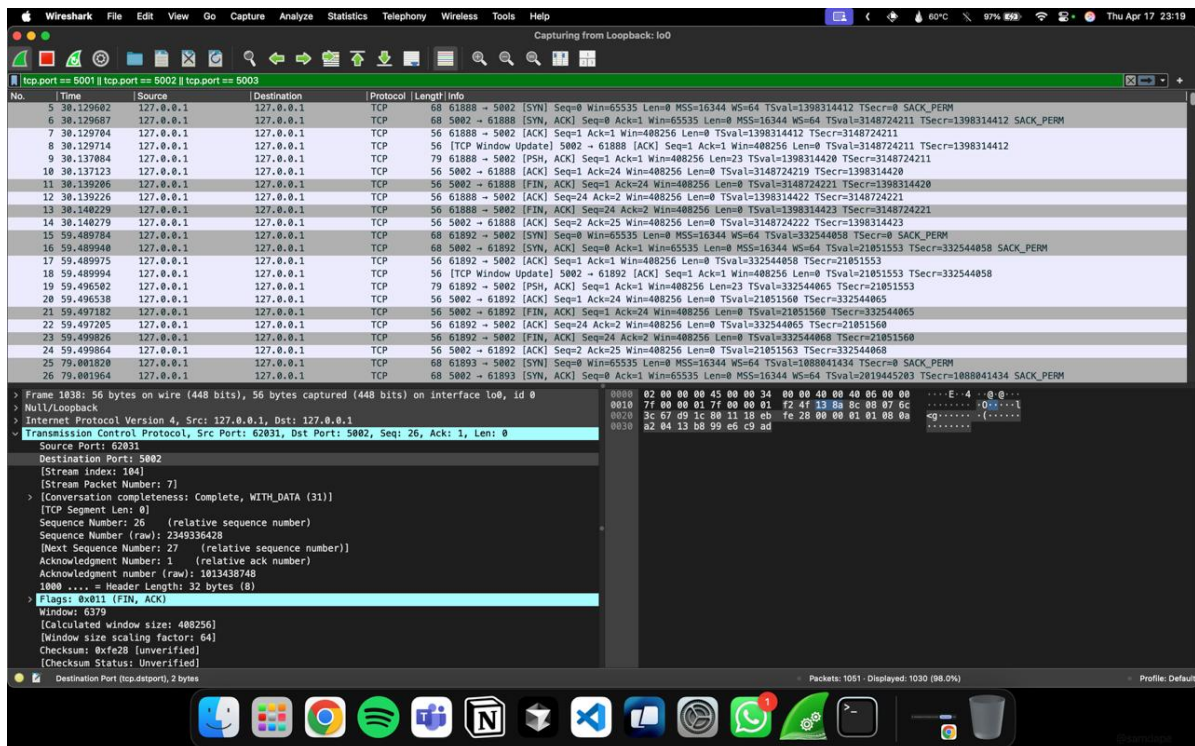 Wireshark File Edit View Go Capture Analyze Statistics Telephony Wireless Tools Help 60°C 97% Thu Apr 17 23:19
Capturing from Loopback: lo0
tcp.port == 5001 || tcp.port == 5002 || tcp.port == 5003
No. Time Source Destination Protocol Length Info
5 30.129602 127.0.0.1 127.0.0.1 TCP 68 61888 → 5002 [SYN] Seq=0 Win=65535 Len=0 MSS=16344 WS=64 TSval=1398314412 TSecr=0 SACK_PERM
6 30.129687 127.0.0.1 127.0.0.1 TCP 68 5002 → 61888 [SYN, ACK] Seq=0 Ack=1 Win=65535 Len=0 MSS=16344 WS=64 TSval=3148724211 TSecr=1398314412 SACK_PERM
7 30.129704 127.0.0.1 127.0.0.1 TCP 56 61888 → 5002 [ACK] Seq=1 Ack=1 Win=408256 Len=0 TSval=1398314412 TSecr=3148724211
8 30.129714 127.0.0.1 127.0.0.1 TCP 56 [TCP Window Update] 5002 → 61888 [ACK] Seq=1 Ack=1 Win=408256 Len=0 TSval=3148724211 TSecr=1398314412
9 30.137084 127.0.0.1 127.0.0.1 TCP 79 61888 → 5002 [PSH, ACK] Seq=1 Ack=1 Win=408256 Len=23 TSval=1398314420 TSecr=3148724211
10 30.137123 127.0.0.1 127.0.0.1 TCP 56 5002 → 61888 [ACK] Seq=1 Ack=24 Win=408256 Len=0 TSval=3148724219 TSecr=1398314420
11 30.139206 127.0.0.1 127.0.0.1 TCP 56 5002 → 61888 [FIN, ACK] Seq=1 Ack=24 Win=408256 Len=0 TSval=3148724221 TSecr=1398314420
12 30.139226 127.0.0.1 127.0.0.1 TCP 56 61888 → 5002 [ACK] Seq=24 Ack=2 Win=408256 Len=0 TSval=1398314422 TSecr=3148724221
13 30.140229 127.0.0.1 127.0.0.1 TCP 56 61888 → 5002 [FIN, ACK] Seq=24 Ack=2 Win=408256 Len=0 TSval=1398314423 TSecr=3148724221
14 30.140279 127.0.0.1 127.0.0.1 TCP 56 5002 → 61888 [ACK] Seq=2 Ack=25 Win=408256 Len=0 TSval=3148724222 TSecr=1398314423
15 59.489784 127.0.0.1 127.0.0.1 TCP 68 61892 → 5002 [SYN] Seq=0 Win=65535 Len=0 MSS=16344 WS=64 TSval=332544058 TSecr=0 SACK_PERM
16 59.489940 127.0.0.1 127.0.0.1 TCP 68 5002 → 61892 [SYN, ACK] Seq=0 Ack=1 Win=65535 Len=0 MSS=16344 WS=64 TSval=21051553 TSecr=332544058 SACK_PERM
17 59.489975 127.0.0.1 127.0.0.1 TCP 56 61892 → 5002 [ACK] Seq=1 Ack=1 Win=408256 Len=0 TSval=332544058 TSecr=21051553
18 59.489994 127.0.0.1 127.0.0.1 TCP 56 [TCP Window Update] 5002 → 61892 [ACK] Seq=1 Ack=1 Win=408256 Len=0 TSval=21051553 TSecr=332544058
19 59.496502 127.0.0.1 127.0.0.1 TCP 79 61892 → 5002 [PSH, ACK] Seq=1 Ack=1 Win=408256 Len=23 TSval=332544065 TSecr=21051553
20 59.496538 127.0.0.1 127.0.0.1 TCP 56 5002 → 61892 [ACK] Seq=1 Ack=24 Win=408256 Len=0 TSval=21051560 TSecr=332544065
21 59.497182 127.0.0.1 127.0.0.1 TCP 56 5002 → 61892 [FIN, ACK] Seq=1 Ack=24 Win=408256 Len=0 TSval=21051560 TSecr=332544065
22 59.497205 127.0.0.1 127.0.0.1 TCP 56 61892 → 5002 [ACK] Seq=24 Ack=2 Win=408256 Len=0 TSval=332544065 TSecr=21051560
23 59.499826 127.0.0.1 127.0.0.1 TCP 56 61892 → 5002 [FIN, ACK] Seq=24 Ack=2 Win=408256 Len=0 TSval=332544068 TSecr=21051560
24 59.499864 127.0.0.1 127.0.0.1 TCP 56 5002 → 61892 [ACK] Seq=2 Ack=25 Win=408256 Len=0 TSval=21051563 TSecr=332544068
25 79.001820 127.0.0.1 127.0.0.1 TCP 68 61893 → 5002 [SYN] Seq=0 Win=65535 Len=0 MSS=16344 WS=64 TSval=1088041434 TSecr=0 SACK_PERM
26 79.001964 127.0.0.1 127.0.0.1 TCP 68 5002 → 61893 [SYN, ACK] Seq=0 Ack=1 Win=65535 Len=0 MSS=16344 WS=64 TSval=2019445203 TSecr=1088041434 SACK_PERM
Frame 1038: 56 bytes on wire (448 bits), 56 bytes captured (448 bits) on interface lo0, id 0
Null/Loopback
Internet Protocol Version 4, Src: 127.0.0.1, Dst: 127.0.0.1
Transmission Control Protocol, Src Port: 62031, Dst Port: 5002, Seq: 26, Ack: 1, Len: 0
Source Port: 62031
Destination Port: 5002
[Stream index: 104]
[Stream Packet Number: 7]
[Conversation completeness: Complete, WITH_DATA (31)]
[TCP Segment Len: 0]
Sequence Number: 26 (relative sequence number)
Sequence Number (raw): 2349336428
[Next Sequence Number: 27 (relative sequence number)]
Acknowledgment Number: 1 (relative ack number)
Acknowledgment number (raw): 1013438748
1000 .... = Header Length: 32 bytes (8)
Flags: 0x011 (FIN, ACK)
Window: 6379
[Calculated window size: 408256]
[Window size scaling factor: 64]
Checksum: 0xfe28 [unverified]
[Checksum Status: Unverified]
0000 02 00 00 00 45 00 00 34 00 00 40 00 40 06 00 00 ····E··4 ··@·@···
0010 7f 00 00 01 7f 00 00 01 f2 4f 13 8a 8c 08 07 6c ········ ·O·····l
0020 3c 67 d9 1c 80 11 18 eb fe 28 00 00 01 01 08 0a <g······ ·(······
0030 a2 04 13 b8 99 e6 c9 ad ········
Destination Port (tcp.dstport), 2 bytes Packets: 1051 · Displayed: 1030 (98.0%) Profile: Default
1